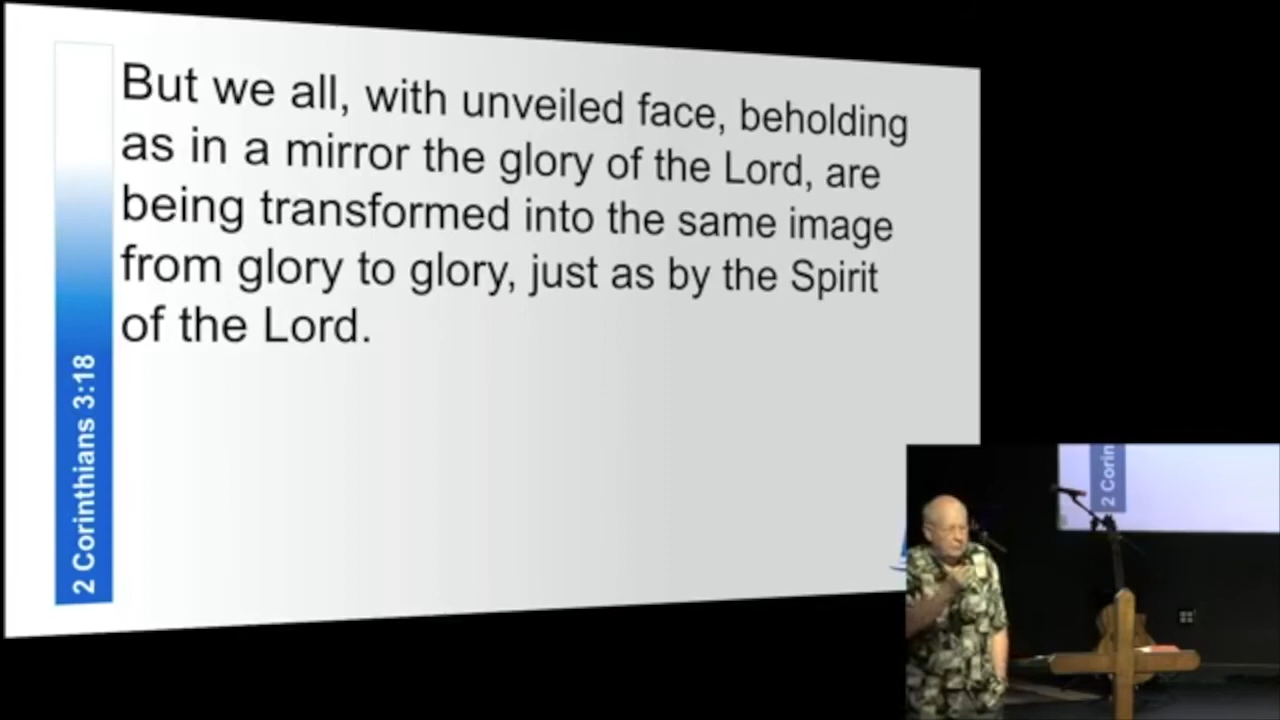 But we all, with unveiled face, beholding
as in a mirror the glory of the Lord, are
being transformed into the same image
from glory to glory, just as by the Spirit
of the Lord.
2 Corinthians 3:18
2 Corin